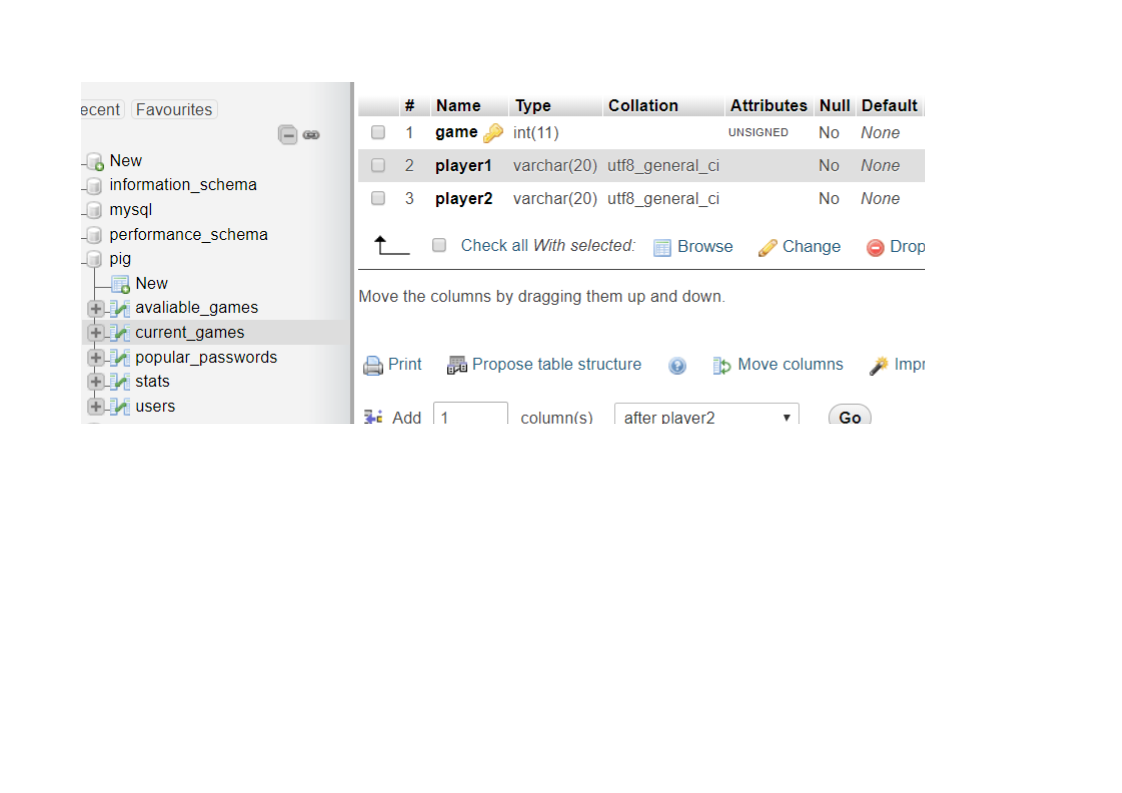 ecent Favourites
New
information_schema
mysql
performance_schema
pig
New
avaliable_games
current_games
popular_passwords
stats
users
# Name Type Collation Attributes Null Default
1 game int(11) UNSIGNED No None
2 player1 varchar(20) utf8_general_ci No None
3 player2 varchar(20) utf8_general_ci No None
Check all With selected: Browse Change Drop
Move the columns by dragging them up and down.
Print Propose table structure Move columns Impr
Add 1 column(s) after player2 Go